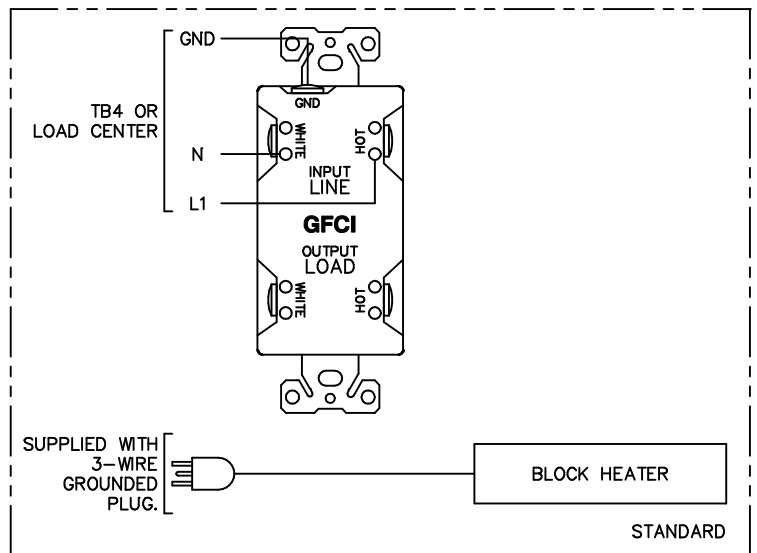 GND
TB4 OR
LOAD CENTER
N
L1
GND
WHITE
HOT
INPUT
LINE
GFCI
OUTPUT
LOAD
WHITE
HOT
SUPPLIED WITH
3-WIRE
GROUNDED
PLUG.
BLOCK HEATER
STANDARD